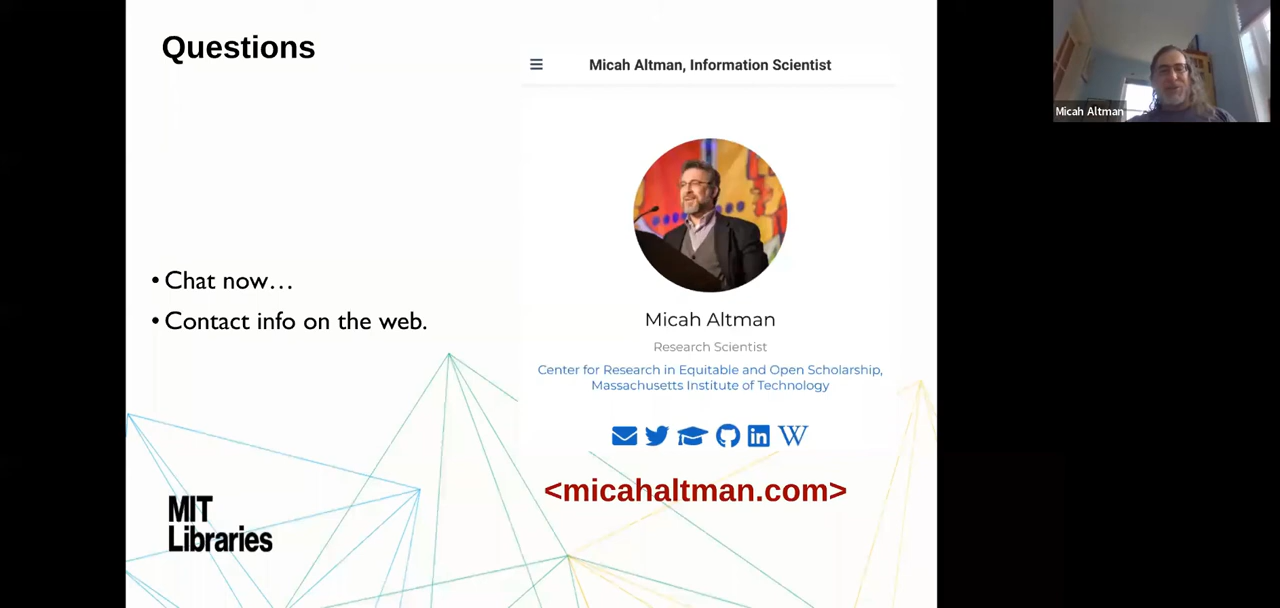 Questions
Micah Altman, Information Scientist
Micah Altman
• Chat now…
• Contact info on the web.
Micah Altman
Research Scientist
Center for Research in Equitable and Open Scholarship,
Massachusetts Institute of Technology
<micahaltman.com>
MIT
Libraries